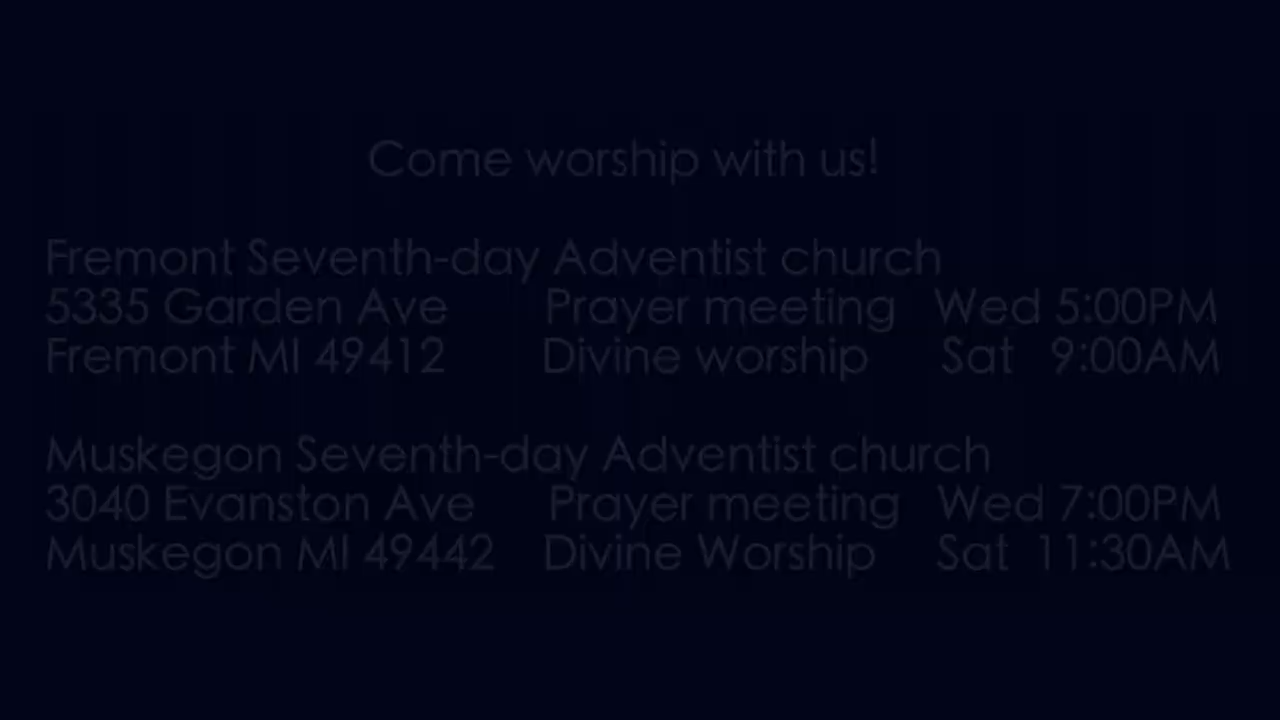 Come worship with us!
Fremont Seventh-day Adventist church
5335 Garden Ave Prayer meeting Wed 5:00PM
Fremont MI 49412 Divine worship Sat 9:00AM
Muskegon Seventh-day Adventist church
3040 Evanston Ave Prayer meeting Wed 7:00PM
Muskegon MI 49442 Divine Worship Sat 11:30AM